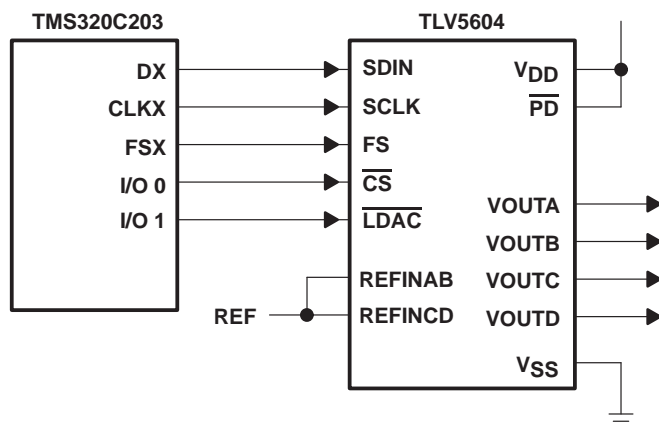 TMS320C203
TLV5604
DX
CLKX
FSX
I/O 0
I/O 1
SDIN
SCLK
FS
CS
LDAC
REFINAB
REFINCD
REF
VDD
PD
VOUTA
VOUTB
VOUTC
VOUTD
VSS